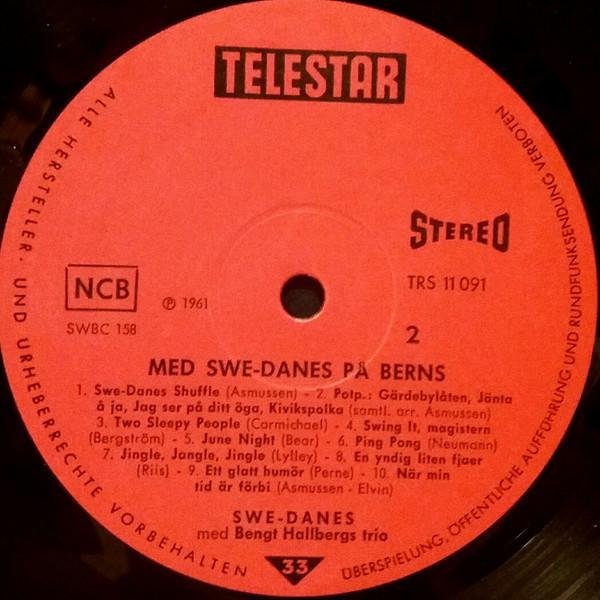 TELESTAR
STEREO
TRS 11 091
NCB
SWBC 158
℗ 1961
2
MED SWE-DANES PÅ BERNS
1. Swe-Danes Shuffle (Asmussen) - 2. Potp.: Gärdebylåten, Jänta
å ja, Jag ser på ditt öga, Kivikspolka (samtl. arr. Asmussen)
3. Two Sleepy People (Carmichael) - 4. Swing It, magistern
(Bergström) - 5. June Night (Bear) - 6. Ping Pong (Neumann)
7. Jingle, Jangle, Jingle (Lylley) - 8. En yndig liten fjaer
(Riis) - 9. Ett glatt humör (Perne) - 10. När min
tid är förbi (Asmussen - Elvin)
SWE-DANES
med Bengt Hallbergs trio
33
ALLE HERSTELLER- UND URHEBERRECHTE VORBEHALTEN
ÜBERSPIELUNG, ÖFFENTLICHE AUFFÜHRUNG UND RUNDFUNKSENDUNG VERBOTEN